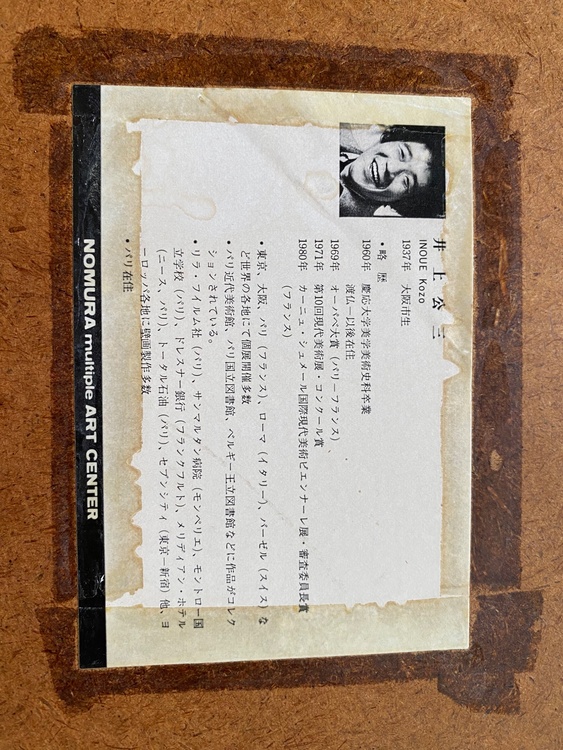 井上公三
INOUE Kozo
1937年 大阪市生
・略 歴
1960年 慶応大学美学美術史科卒業
渡仏—以後在住
1969年 オーパペ大賞（パリ—フランス）
1971年 第10回現代美術展・コンクール賞
1980年 カーニュ・シュメール国際現代美術ビエンナーレ展・審査委員長賞
（フランス）
・東京、大阪、パリ（フランス）、ローマ（イタリー）、バーゼル（スイス）な
ど世界の各地にて個展開催多数
・パリ近代美術館、パリ国立図書館、ベルギー王立図書館などに作品がコレク
ションされている。
・リラ・フイルム社（パリ）、サンマルタン病院（モンペリエ）、モントロー国
立学校（パリ）、ドレスナー銀行（フランクフルト）、メリディアン・ホテル
（ニース、パリ）、トータル石油（パリ）、セブンシティ（東京—新宿）他、ヨ
ーロッパ各地に壁画製作多数
・パリ在住
NOMURA multiple ART CENTER